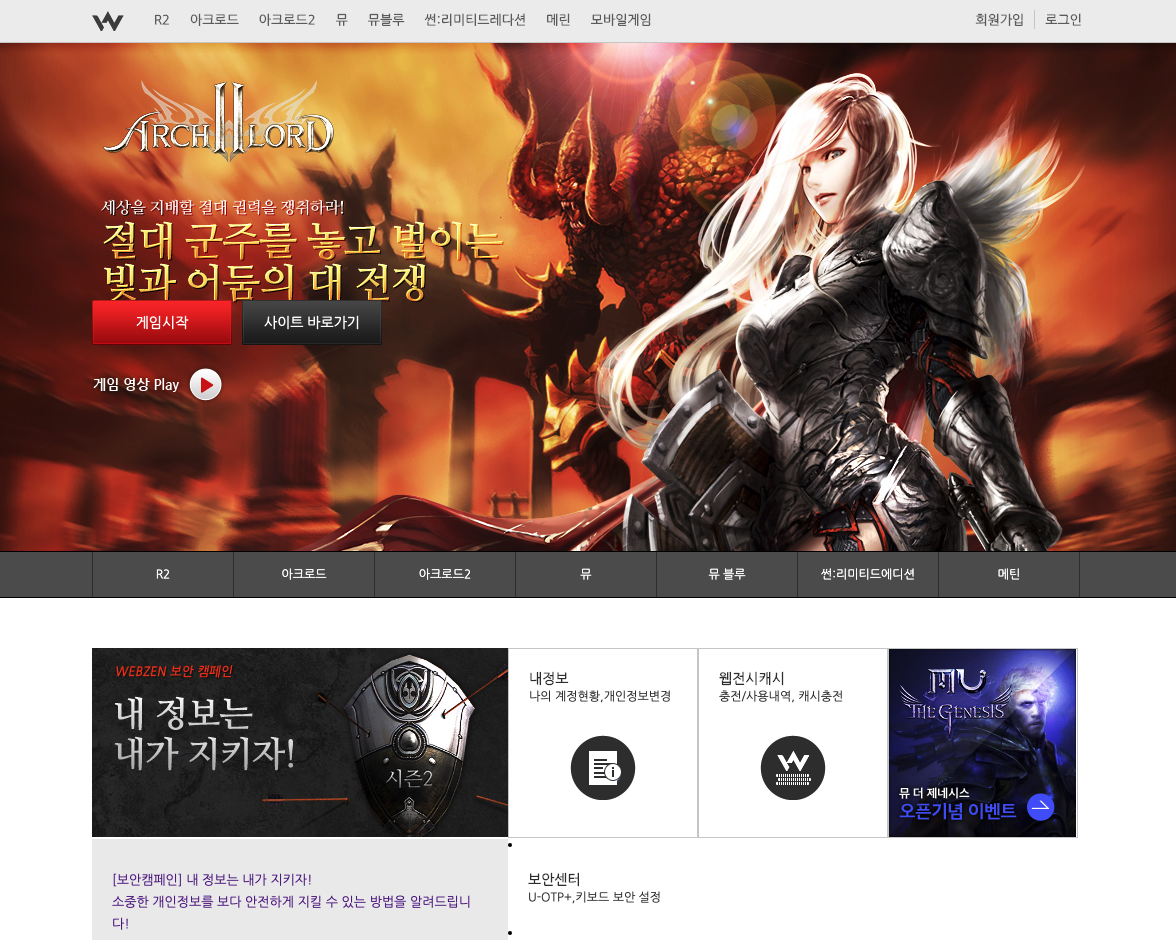 R2 아크로드 아크로드2 뮤 뮤블루 썬:리미티드레다션 메린 모바일게임 회원가입 로그인
ARCHLORD II
세상을 지배할 절대 권력을 쟁취하라!
절대 군주를 놓고 벌이는
빛과 어둠의 대 전쟁
게임시작 사이트 바로가기
게임 영상 Play
R2 아크로드 아크로드2 뮤 뮤 블루 썬:리미티드에디션 메틴
WEBZEN 보안 캠페인
내 정보는
내가 지키자!
시즌2
내정보
나의 계정현황,개인정보변경
웹전시캐시
충전/사용내역, 캐시충전
MU
THE GENESIS
뮤 더 제네시스
오픈기념 이벤트
[보안캠페인] 내 정보는 내가 지키자!
소중한 개인정보를 보다 안전하게 지킬 수 있는 방법을 알려드립니
다!
보안센터
U-OTP+,키보드 보안 설정